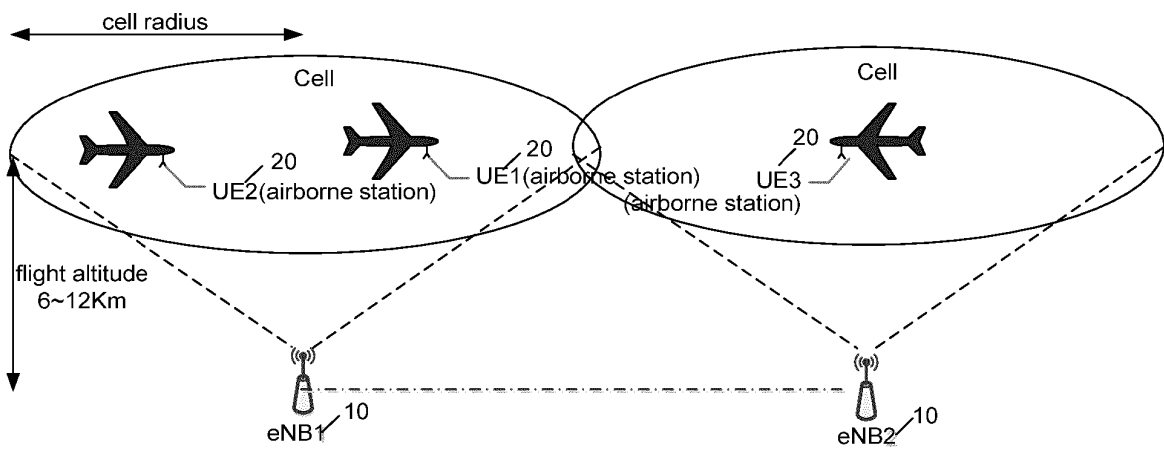 cell radius
Cell
Cell
20
UE2(airborne station)
20
UE1(airborne station)
20
UE3
(airborne station)
flight altitude
6~12Km
10
eNB1
10
eNB2